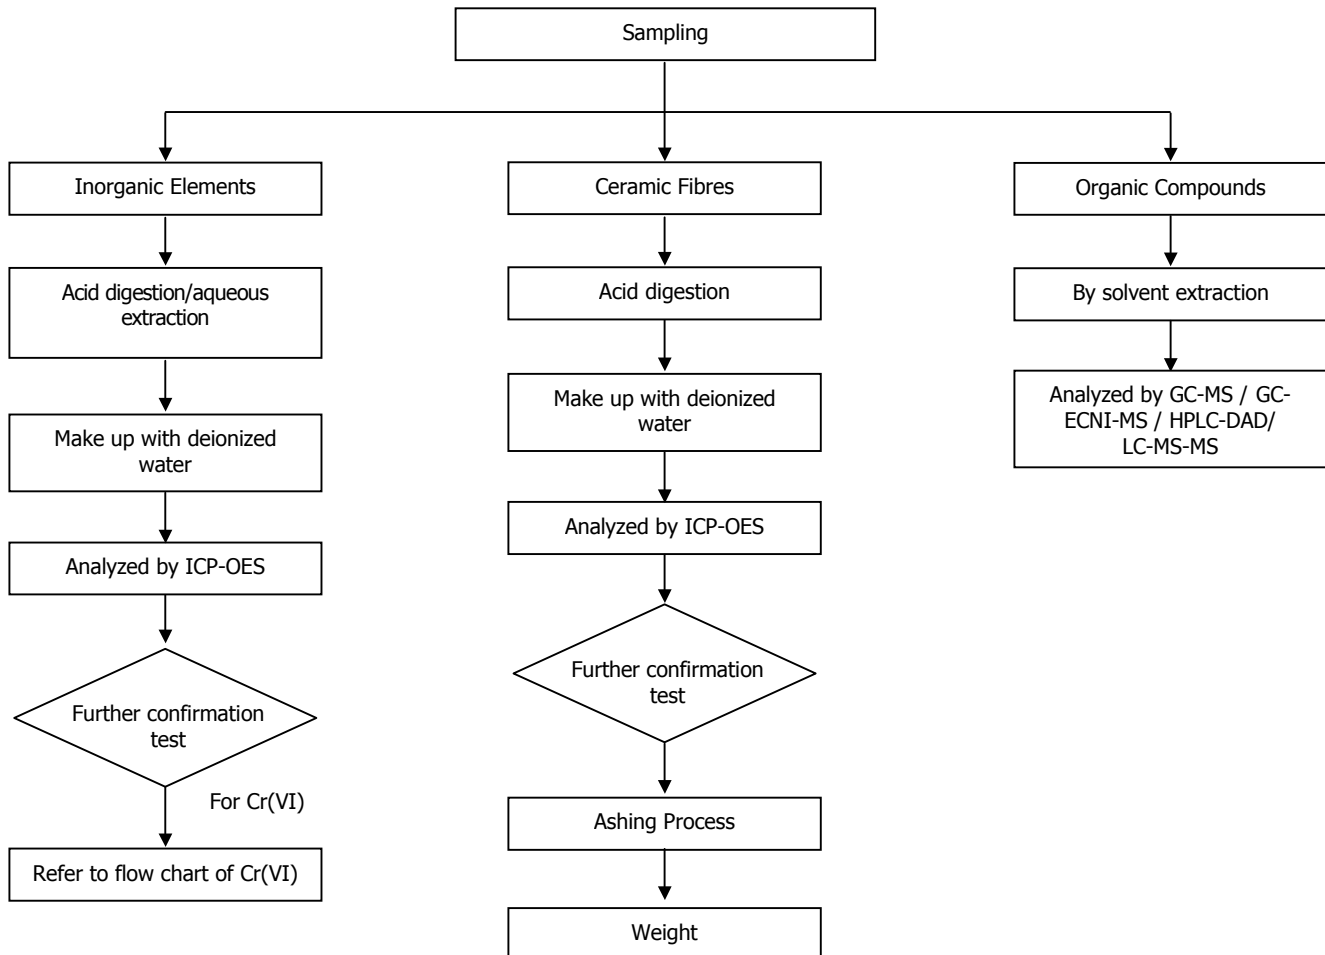 Sampling
Inorganic Elements
Ceramic Fibres
Organic Compounds
Acid digestion/aqueous
extraction
Acid digestion
By solvent extraction
Make up with deionized
water
Make up with deionized
water
Analyzed by GC-MS / GC-
ECNI-MS / HPLC-DAD/
LC-MS-MS
Analyzed by ICP-OES
Analyzed by ICP-OES
Further confirmation
test
Further confirmation
test
For Cr(VI)
Refer to flow chart of Cr(VI)
Ashing Process
Weight